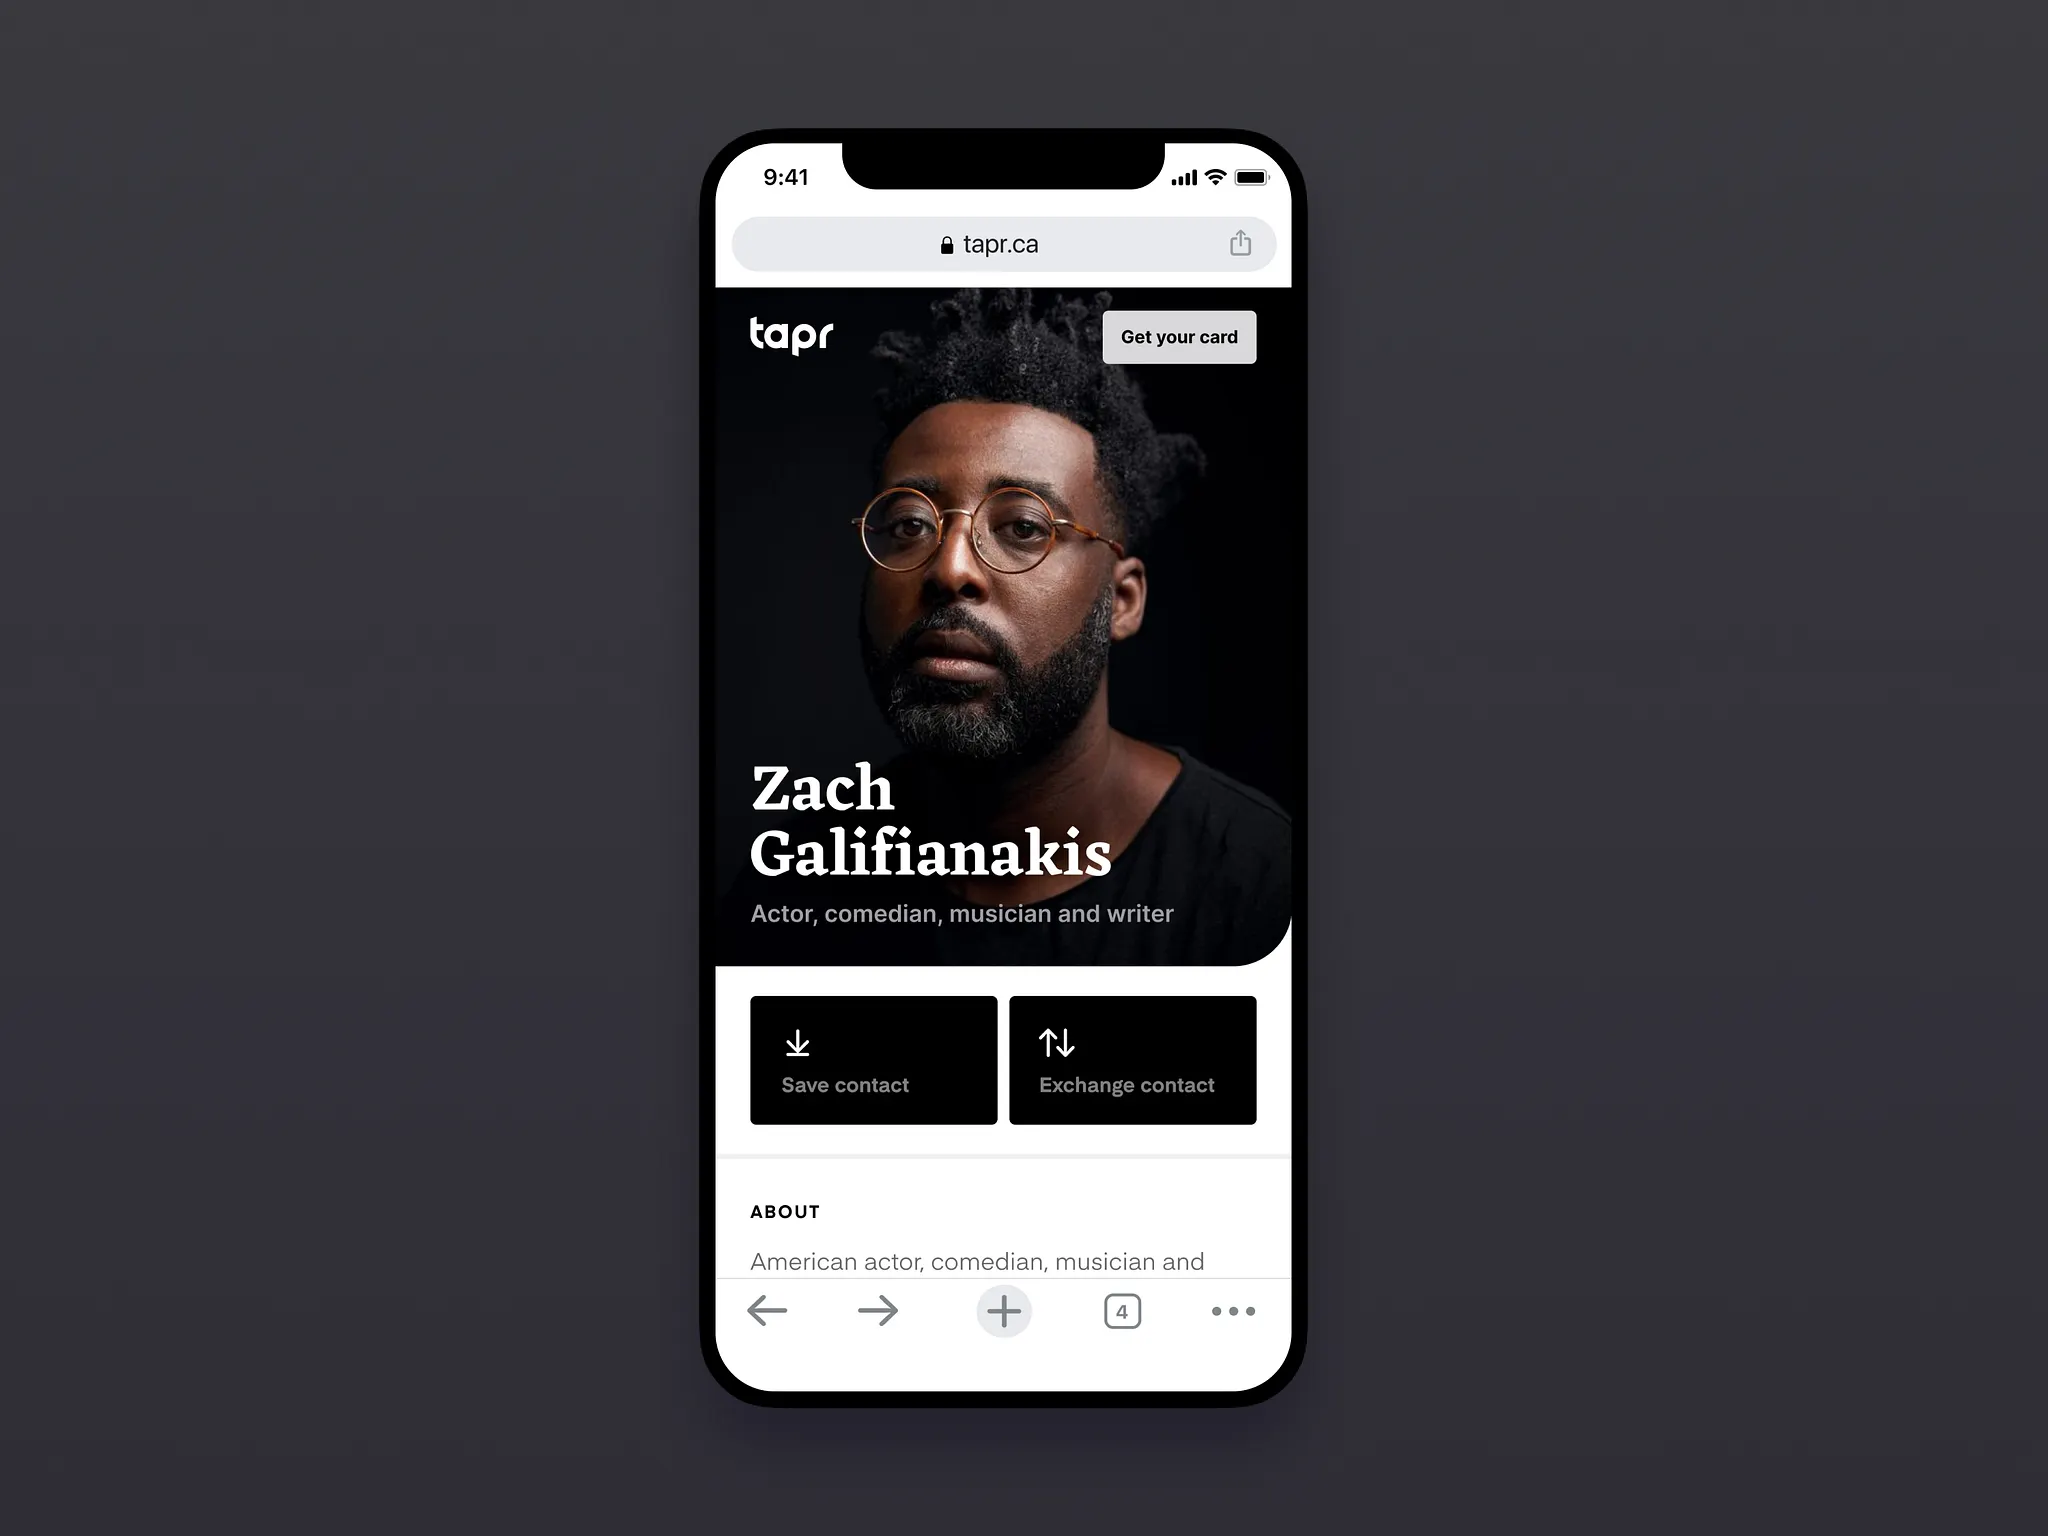 9:41
tapr.ca
tapr
Get your card
Zach
Galifianakis
Actor, comedian, musician and writer
Save contact
Exchange contact
ABOUT
American actor, comedian, musician and
4